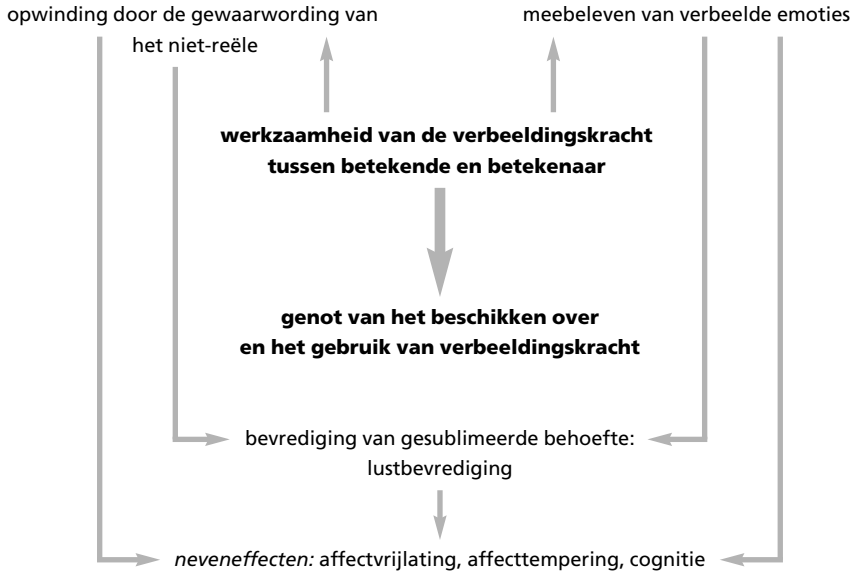 opwinding door de gewaarwording van
het niet-reële
meebeleven van verbeelde emoties
werkzaamheid van de verbeeldingskracht
tussen betekende en betekenaar
genot van het beschikken over
en het gebruik van verbeeldingskracht
bevrediging van gesublimeerde behoefte:
lustbevrediging
neveneffecten: affectvrijlating, affecttempering, cognitie